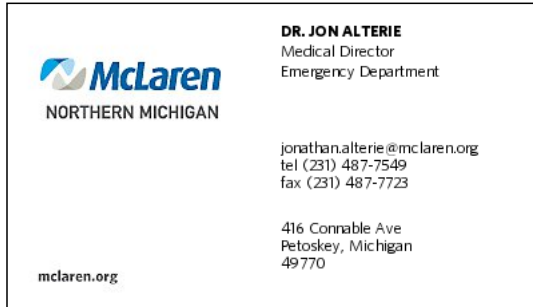 McLaren
NORTHERN MICHIGAN
mclaren.org
DR. JON ALTERIE
Medical Director
Emergency Department
jonathan.alterie@mclaren.org
tel (231) 487-7549
fax (231) 487-7723
416 Connable Ave
Petoskey, Michigan
49770